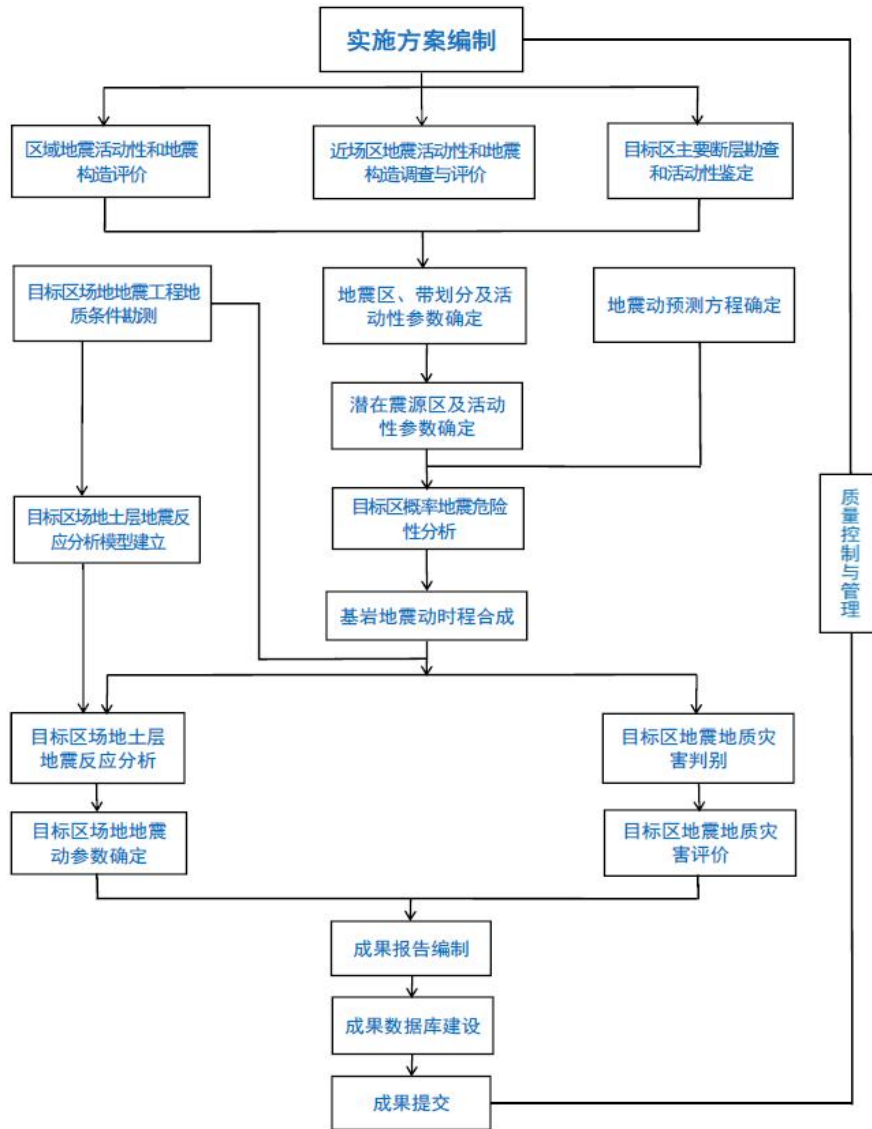 实施方案编制
区域地震活动性和地震
构造评价
近场区地震活动性和地震
构造调查与评价
目标区主要断层勘查
和活动性鉴定
目标区场地地震工程地
质条件勘测
地震区、带划分及活
动性参数确定
地震动预测方程确定
潜在震源区及活动
性参数确定
目标区场地土层地震反
应分析模型建立
目标区概率地震危险
性分析
质量控制与管理
基岩地震动时程合成
目标区场地土层
地震反应分析
目标区地震地质灾
害判别
目标区场地地震
动参数确定
目标区地震地质灾
害评价
成果报告编制
成果数据库建设
成果提交